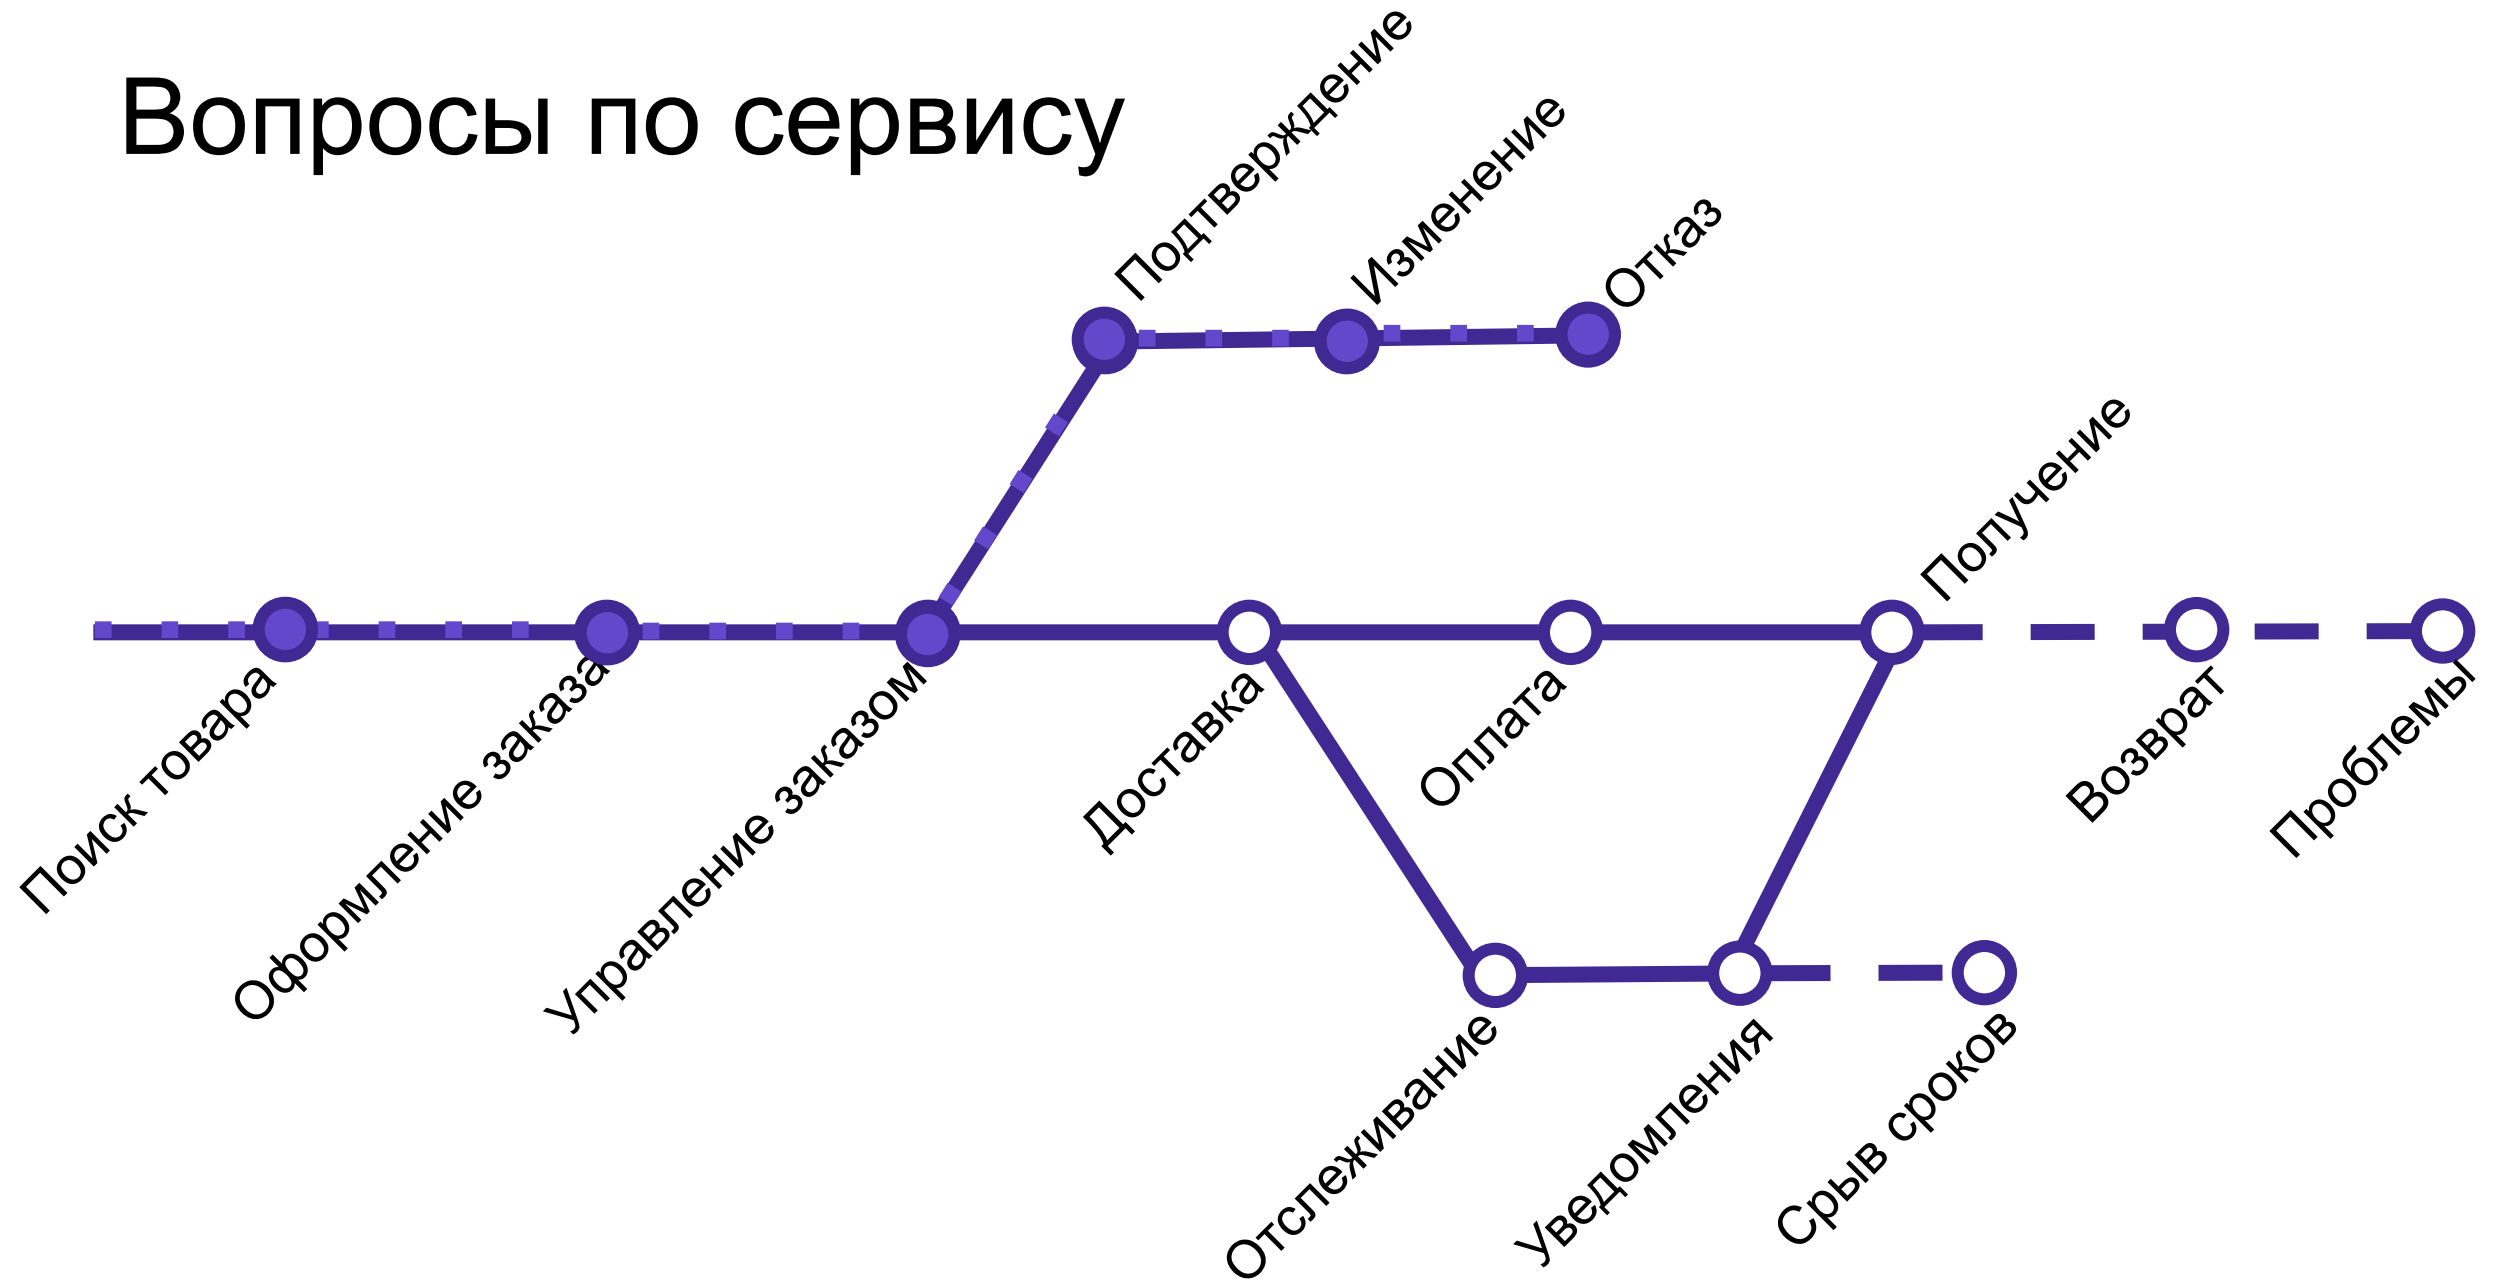 Вопросы по сервису
Подтверждение
Изменение
Отказ
Получение
Поиск товара
Оформление заказа
Управление заказом
Доставка
Оплата
Возврат
Проблемы
Отслеживание
Уведомления
Срыв сроков